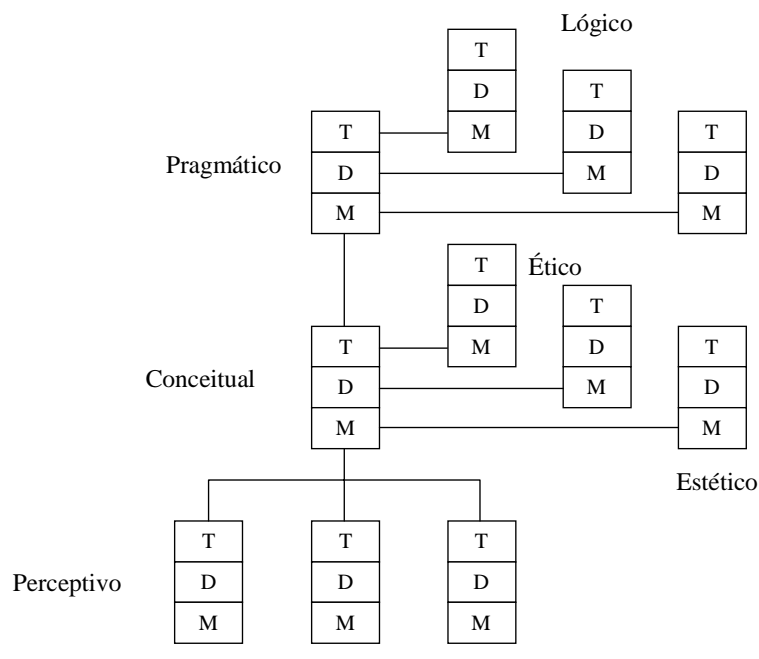 Lógico
T
D T
T M D T
Pragmático D M D
M M
T Ético
D T
T M D T
Conceitual D M D
M M
Estético
T T T
Perceptivo D D D
M M M